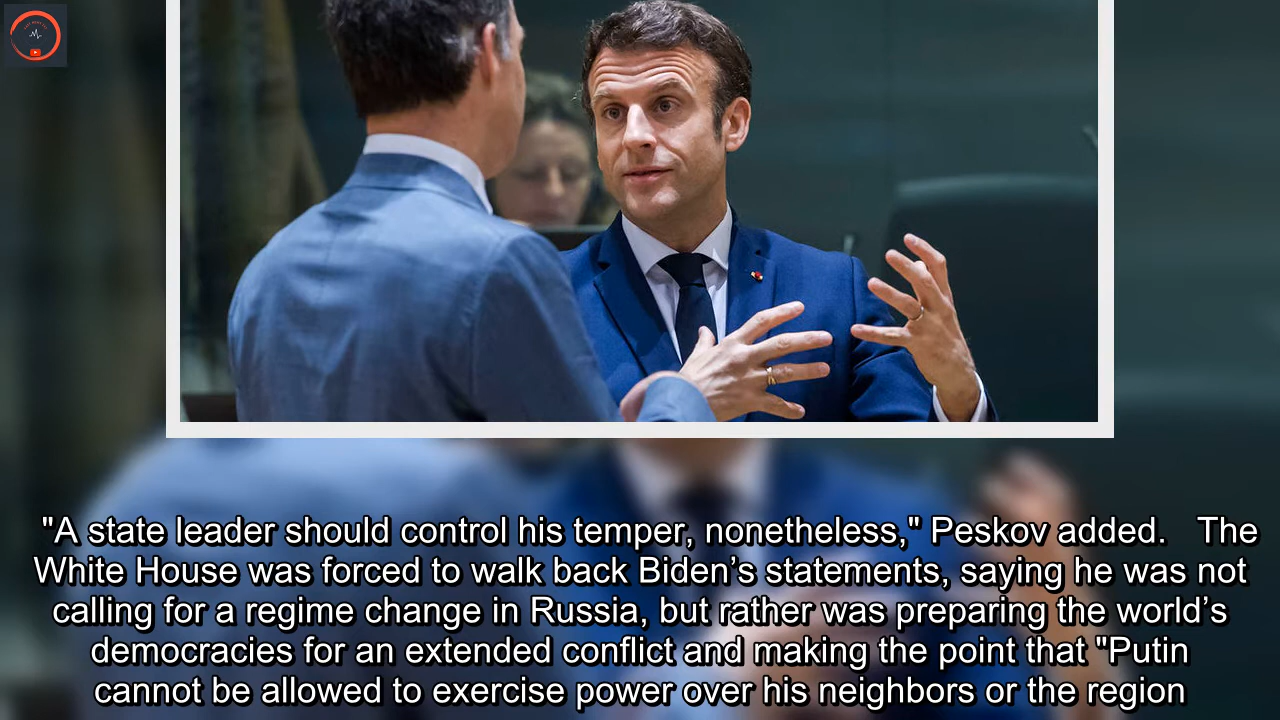 "A state leader should control his temper, nonetheless," Peskov added.   The
White House was forced to walk back Biden’s statements, saying he was not
calling for a regime change in Russia, but rather was preparing the world’s
democracies for an extended conflict and making the point that "Putin
cannot be allowed to exercise power over his neighbors or the region